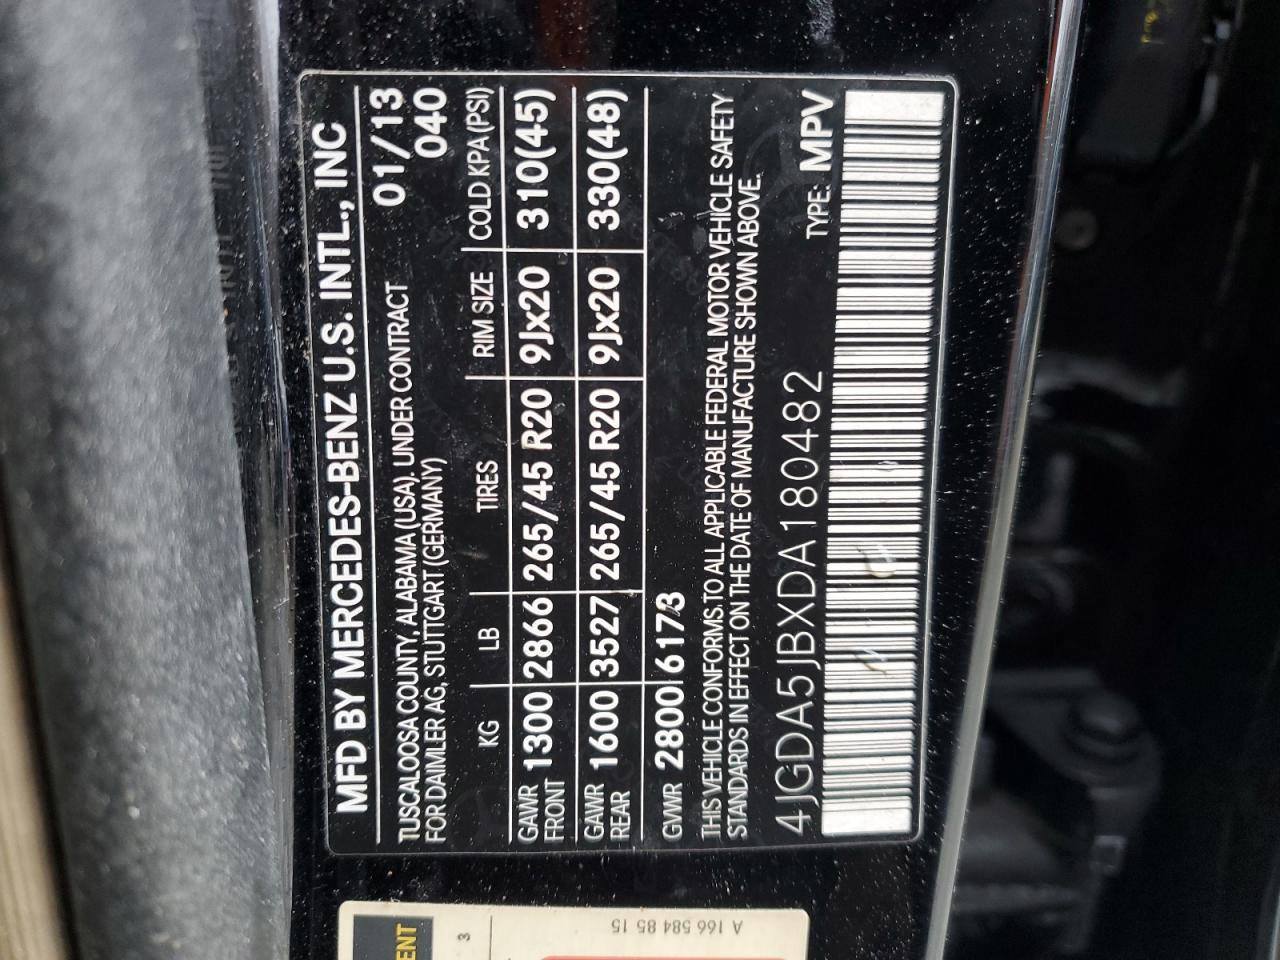 MFD BY MERCEDES-BENZ U.S. INTL., INC
TUSCALOOSA COUNTY, ALABAMA (USA). UNDER CONTRACT 01/13
FOR DAIMLER AG, STUTTGART (GERMANY) 040
KG LB TIRES RIM SIZE COLD KPA (PSI)
GAWR FRONT 1300 2866 265/45 R20 9Jx20 310(45)
GAWR REAR 1600 3527 265/45 R20 9Jx20 330(48)
GVWR 2800 6173
THIS VEHICLE CONFORMS TO ALL APPLICABLE FEDERAL MOTOR VEHICLE SAFETY
STANDARDS IN EFFECT ON THE DATE OF MANUFACTURE SHOWN ABOVE.
4JGDA5JBXDA180482 TYPE: MPV
A 166 584 85 15
3